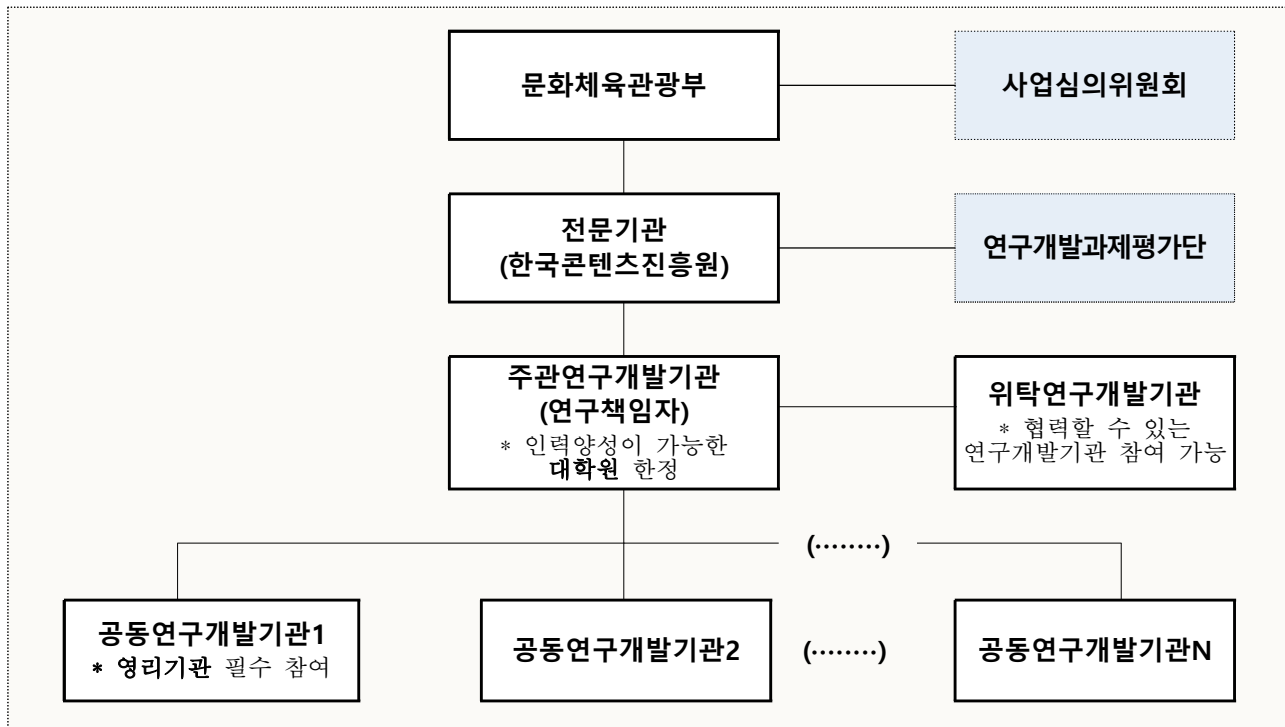 문화체육관광부
사업심의위원회
전문기관
(한국콘텐츠진흥원)
연구개발과제평가단
주관연구개발기관
(연구책임자)
* 인력양성이 가능한
대학원 한정
위탁연구개발기관
* 협력할 수 있는
연구개발기관 참여 가능
(········)
공동연구개발기관1
* 영리기관 필수 참여
공동연구개발기관2
(········)
공동연구개발기관N